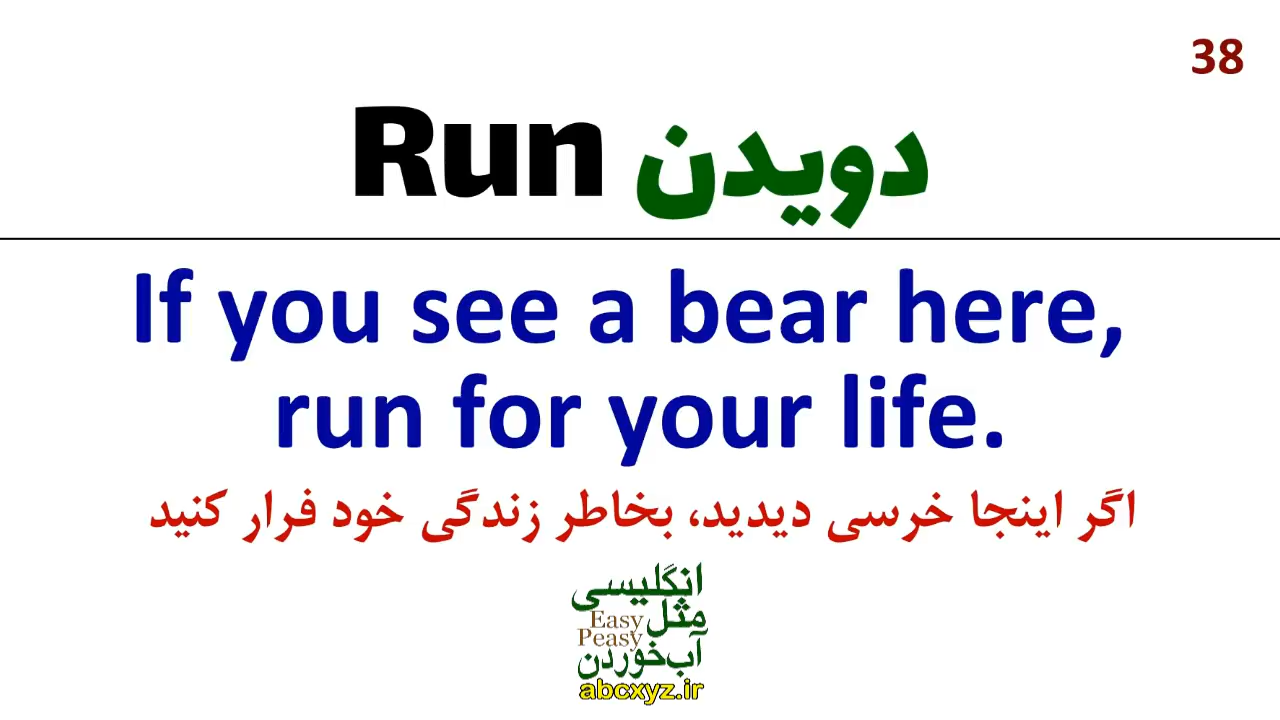 38
Run دویدن
If you see a bear here,
run for your life.
اگر اینجا خرسی دیدید، بخاطر زندگی خود فرار کنید
انگلیسی
مثل Easy
Peasy
آب‌خوردن
abcxyz.ir